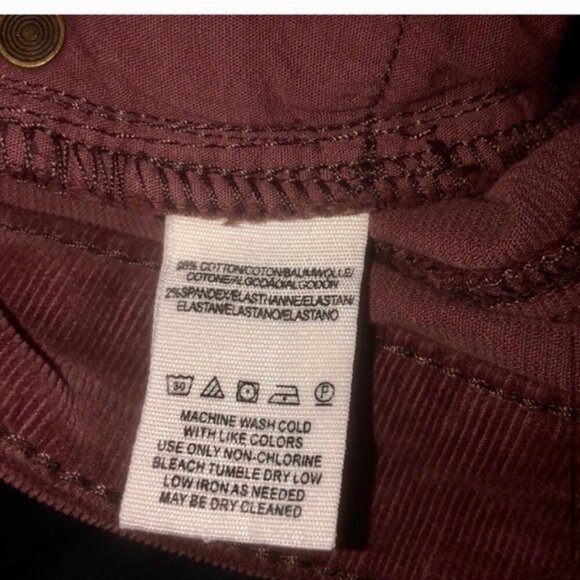 98% COTTON/COTON/BAUMWOLLE/
COTONE/ALGODÃO/ALGODÓN
2%SPANDEX/ELASTHANNE/ELASTAN/
ELASTAN/ELASTANO/ELASTANO
30 P
MACHINE WASH COLD
WITH LIKE COLORS
USE ONLY NON-CHLORINE
BLEACH TUMBLE DRY LOW
LOW IRON AS NEEDED
MAY BE DRY CLEANED